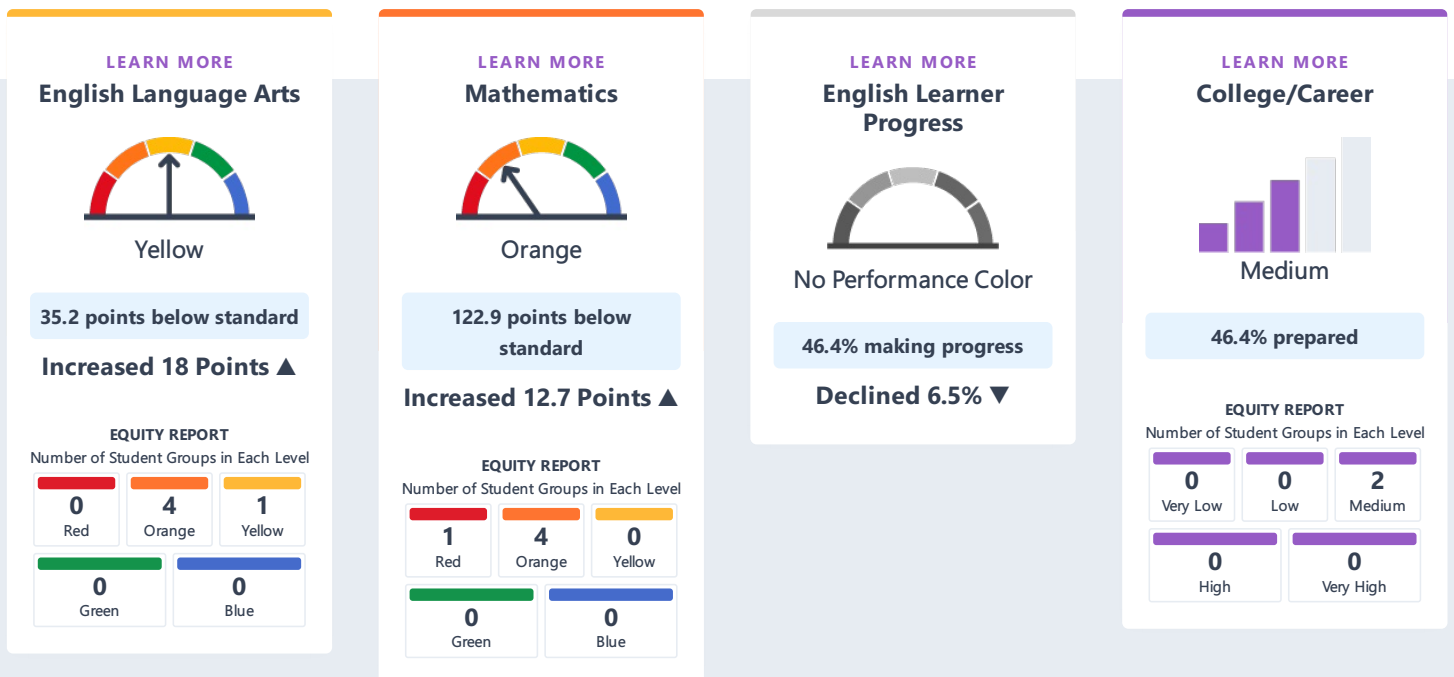 LEARN MORE
English Language Arts
Yellow
35.2 points below standard
Increased 18 Points ▲
EQUITY REPORT
Number of Student Groups in Each Level
0
Red
4
Orange
1
Yellow
0
Green
0
Blue
LEARN MORE
Mathematics
Orange
122.9 points below
standard
Increased 12.7 Points ▲
EQUITY REPORT
Number of Student Groups in Each Level
1
Red
4
Orange
0
Yellow
0
Green
0
Blue
LEARN MORE
English Learner
Progress
No Performance Color
46.4% making progress
Declined 6.5% ▼
LEARN MORE
College/Career
Medium
46.4% prepared
EQUITY REPORT
Number of Student Groups in Each Level
0
Very Low
0
Low
2
Medium
0
High
0
Very High